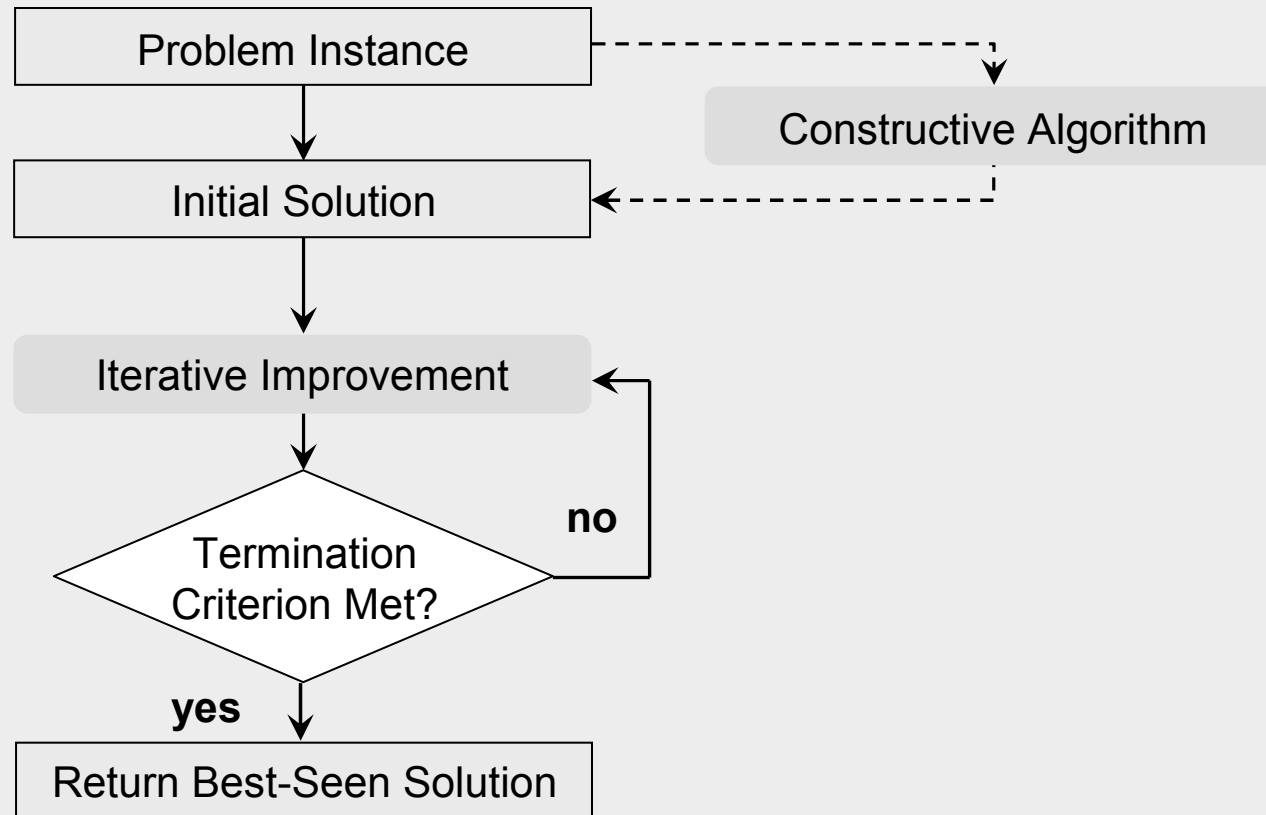 Problem Instance
Constructive Algorithm
Initial Solution
Iterative Improvement
no
Termination
Criterion Met?
yes
Return Best-Seen Solution